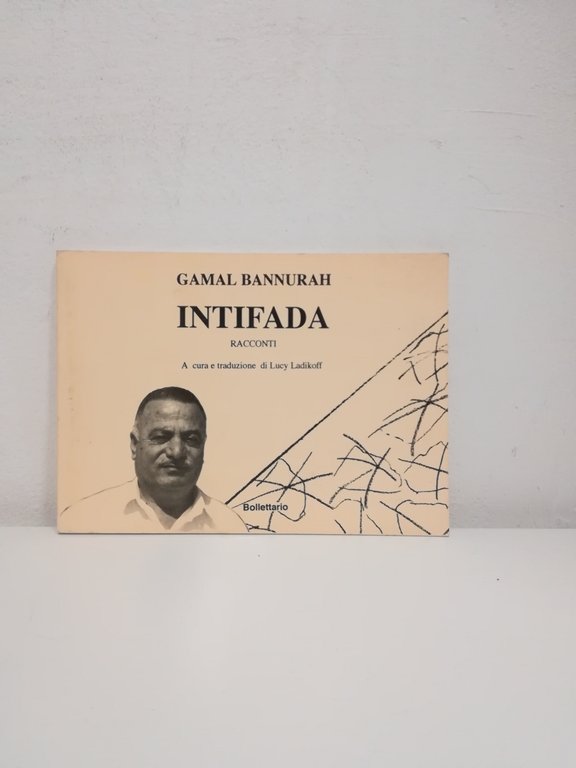 GAMAL BANNURAH
INTIFADA
RACCONTI
A cura e traduzione di Lucy Ladikoff
Bollettario